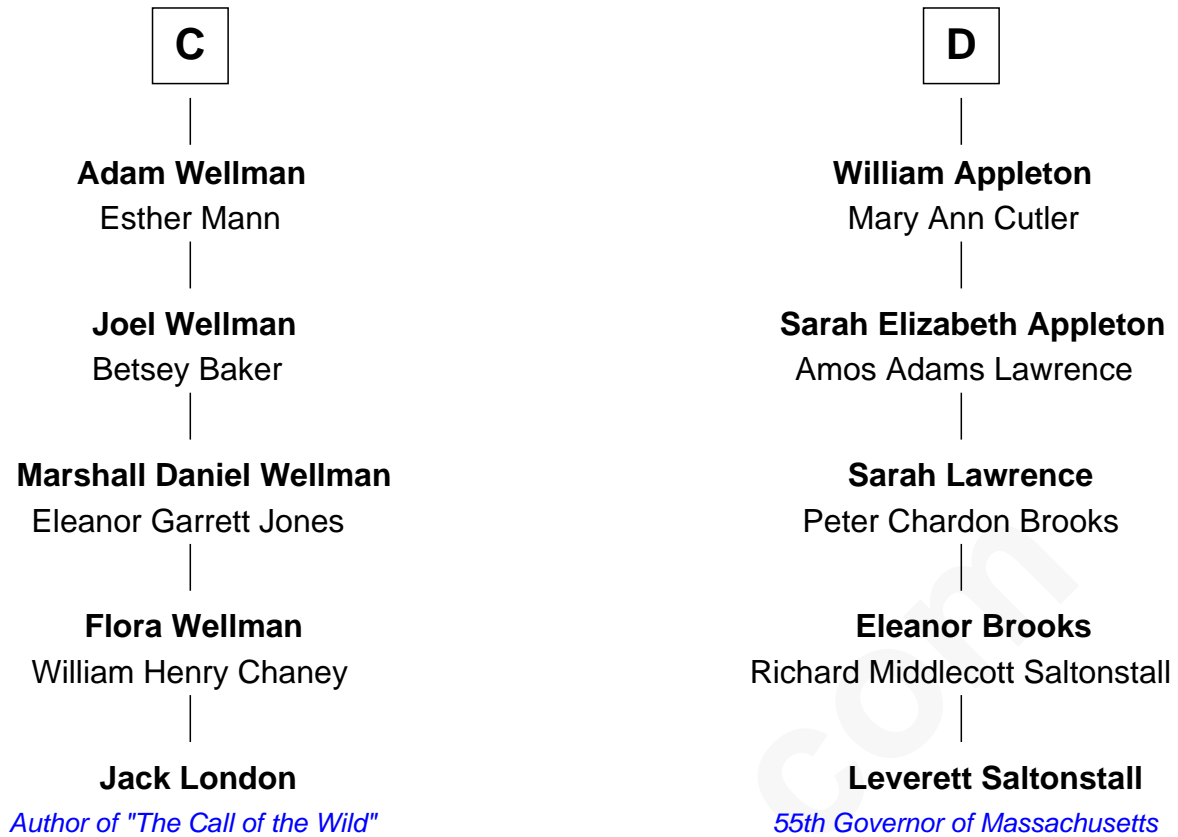 C
Adam Wellman
Esther Mann
Joel Wellman
Betsey Baker
Marshall Daniel Wellman
Eleanor Garrett Jones
Flora Wellman
William Henry Chaney
Jack London
Author of "The Call of the Wild"
D
William Appleton
Mary Ann Cutler
Sarah Elizabeth Appleton
Amos Adams Lawrence
Sarah Lawrence
Peter Chardon Brooks
Eleanor Brooks
Richard Middlecott Saltonstall
Leverett Saltonstall
55th Governor of Massachusetts
com